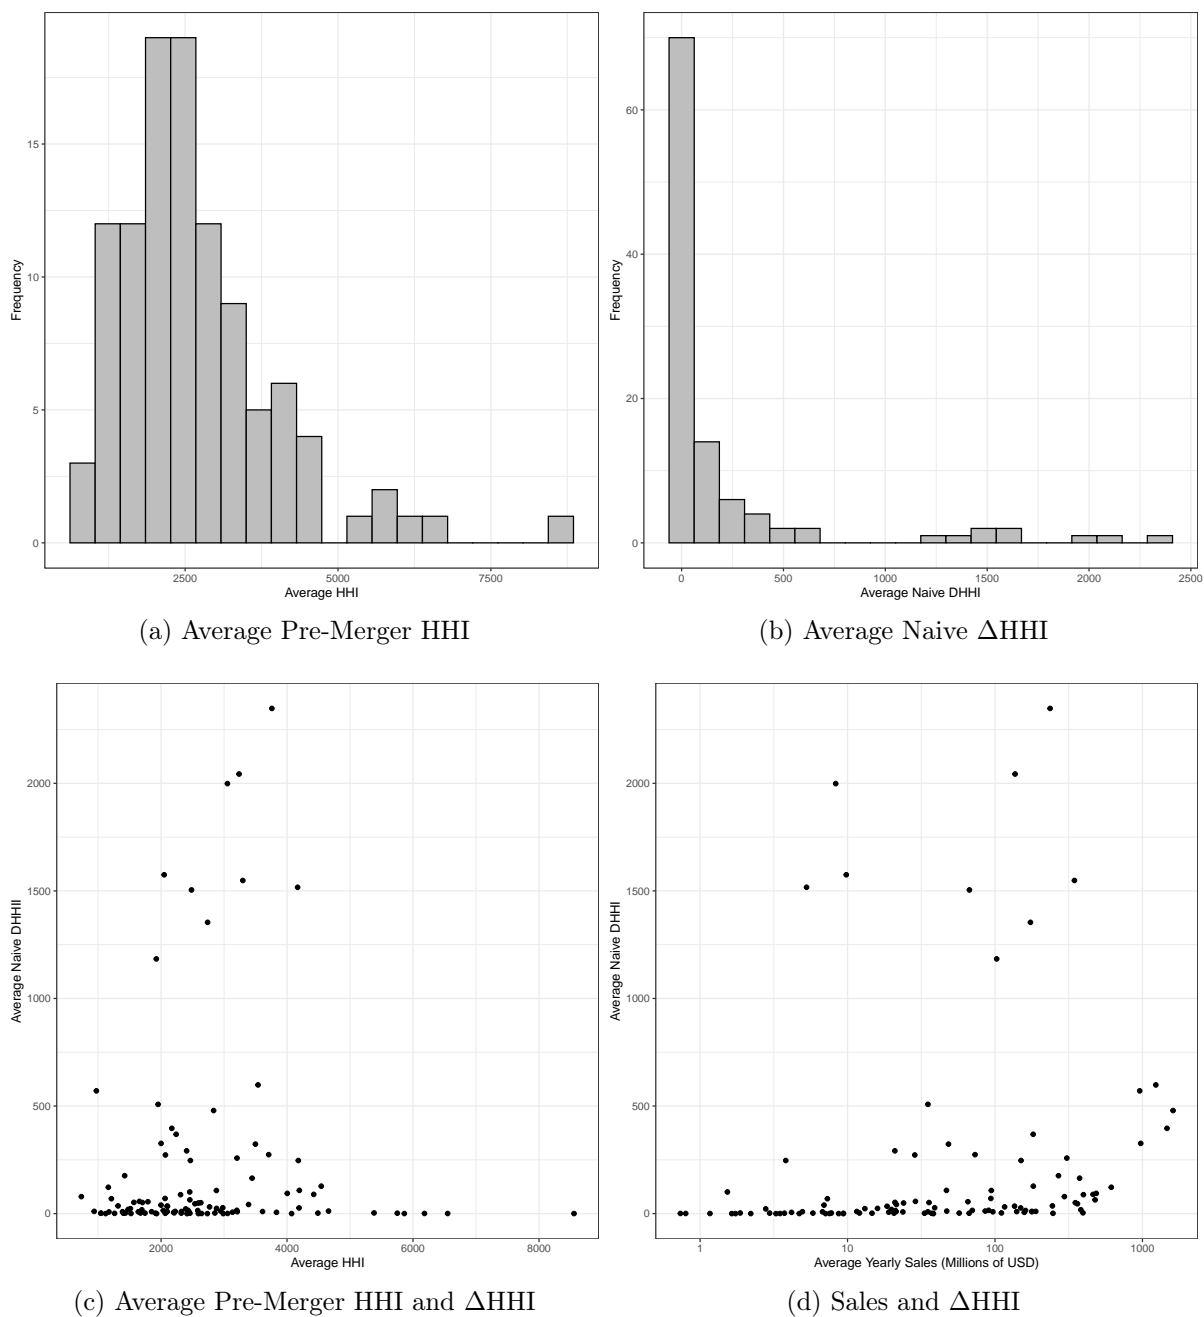 15
10
5
0
Frequency
2500
5000
7500
Average HHI
(a) Average Pre-Merger HHI
60
40
20
0
Frequency
0
500
1000
1500
2000
2500
Average Naive DHHI
(b) Average Naive ΔHHI
2000
1500
1000
500
0
Average Naive DHHII
2000
4000
6000
8000
Average HHI
(c) Average Pre-Merger HHI and ΔHHI
2000
1500
1000
500
0
Average Naive DHHI
1
10
100
1000
Average Yearly Sales (Millions of USD)
(d) Sales and ΔHHI